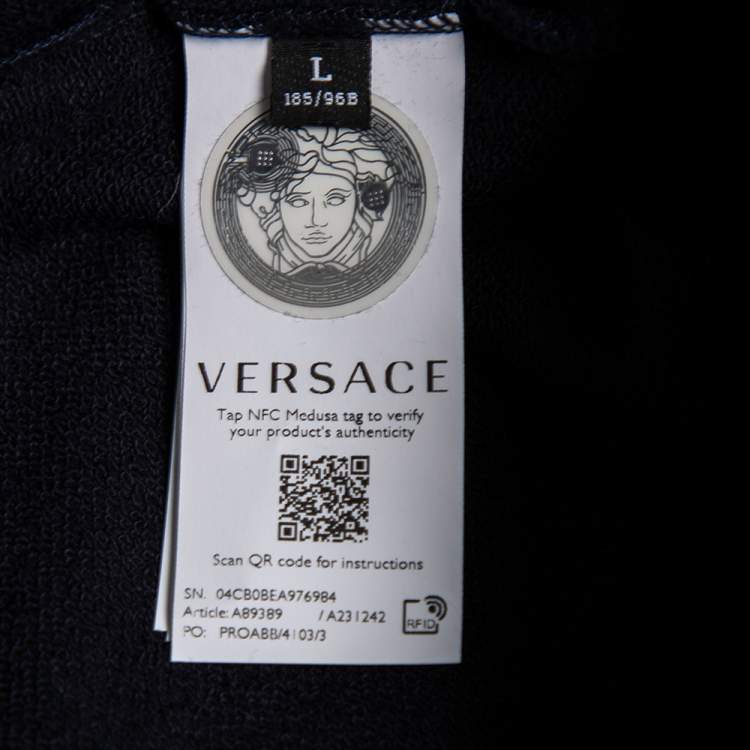 L
185/96B
VERSACE
Tap NFC Medusa tag to verify
your product's authenticity
Scan QR code for instructions
SN. 04CB0BEA976984
Article: A89389 /A231242
PO: PROABB/4103/3
RFID